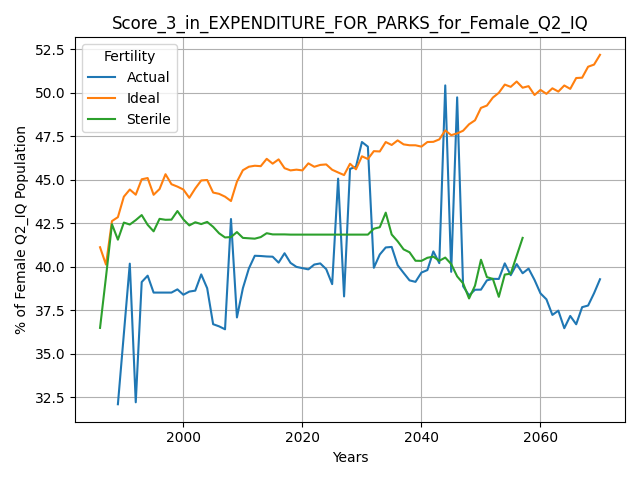 Score_3_in_EXPENDITURE_FOR_PARKS_for_Female_Q2_IQ
Fertility
Actual
Ideal
Sterile
% of Female Q2_IQ Population
52.5
50.0
47.5
45.0
42.5
40.0
37.5
35.0
32.5
2000
2020
2040
2060
Years